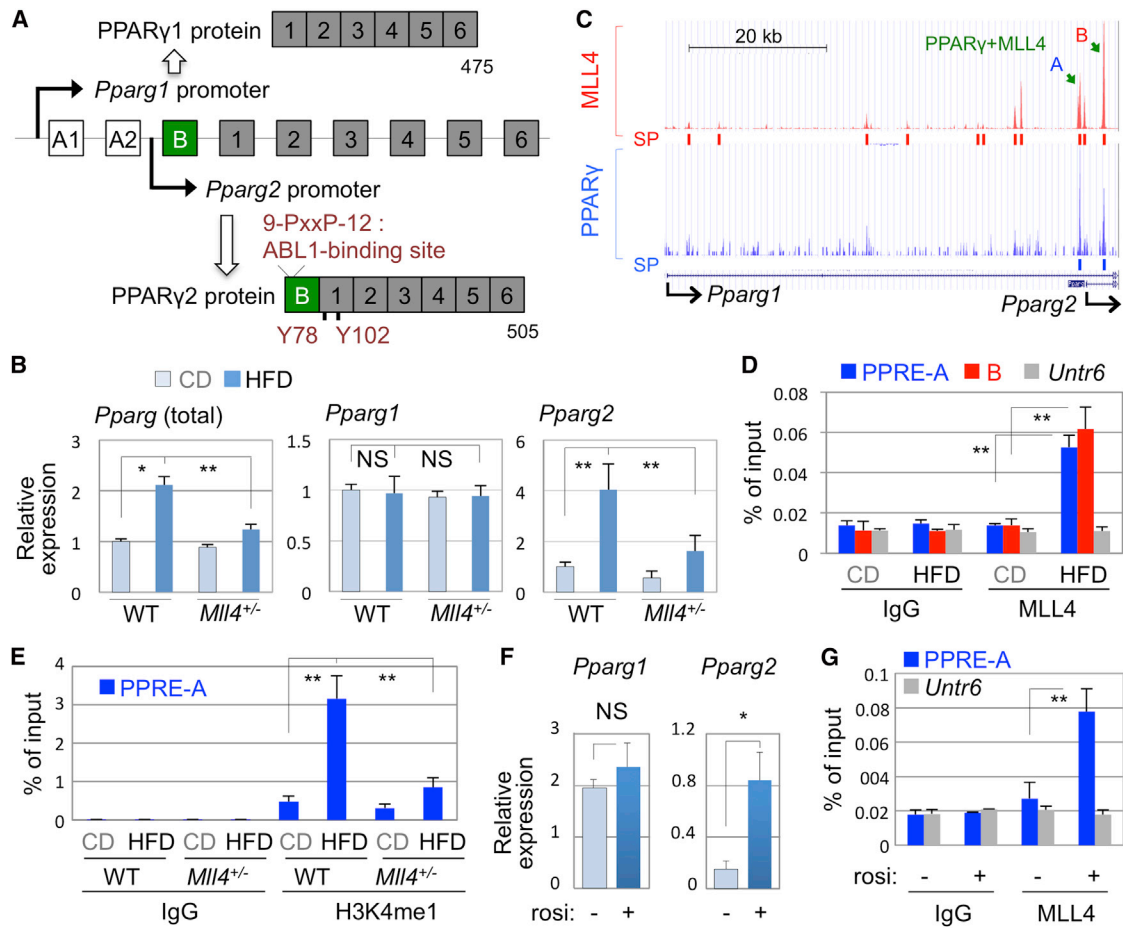 A
PPARγ1 protein
1 2 3 4 5 6
475
Pparg1 promoter
A1 A2 B 1 2 3 4 5 6
Pparg2 promoter
9-PxxP-12 :
ABL1-binding site
PPARγ2 protein
B 1 2 3 4 5 6
Y78 Y102
505
B
CD HFD
Pparg (total)
Relative
expression
3
2
1
0
* **
WT Mll4+/-
Pparg1
1.5
1
0.5
0
NS NS
WT Mll4+/-
Pparg2
6
4
2
0
** **
WT Mll4+/-
C
20 kb
PPARγ+MLL4
B
A
MLL4
SP
PPARγ
SP
Pparg
Pparg1
Pparg2
D
PPRE-A B Untr6
% of input
0.08
0.06
0.04
0.02
0
**
**
CD HFD CD HFD
IgG MLL4
E
PPRE-A
% of input
4
3
2
1
0
** **
CD HFD CD HFD CD HFD CD HFD
WT Mll4+/- WT Mll4+/-
IgG H3K4me1
F
Pparg1
Relative
expression
3
2
1
0
NS
Pparg2
1.2
0.8
0.4
0
*
rosi: - + - +
G
PPRE-A
Untr6
% of input
0.1
0.08
0.06
004
0.02
0
**
rosi: - + - +
IgG MLL4